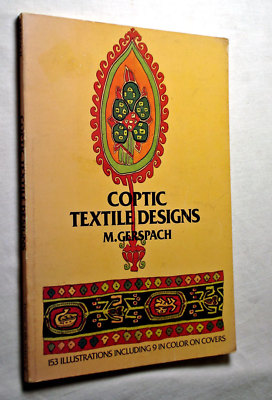 COPTIC
TEXTILE DESIGNS
M. GERSPACH
153 ILLUSTRATIONS INCLUDING 9 IN COLOR ON COVERS